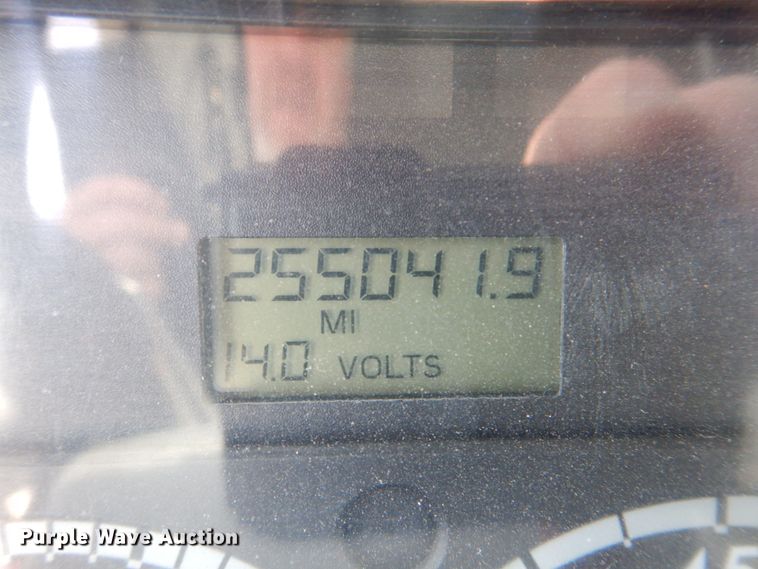 255041.9
MI
14.0 VOLTS
Purple Wave Auction